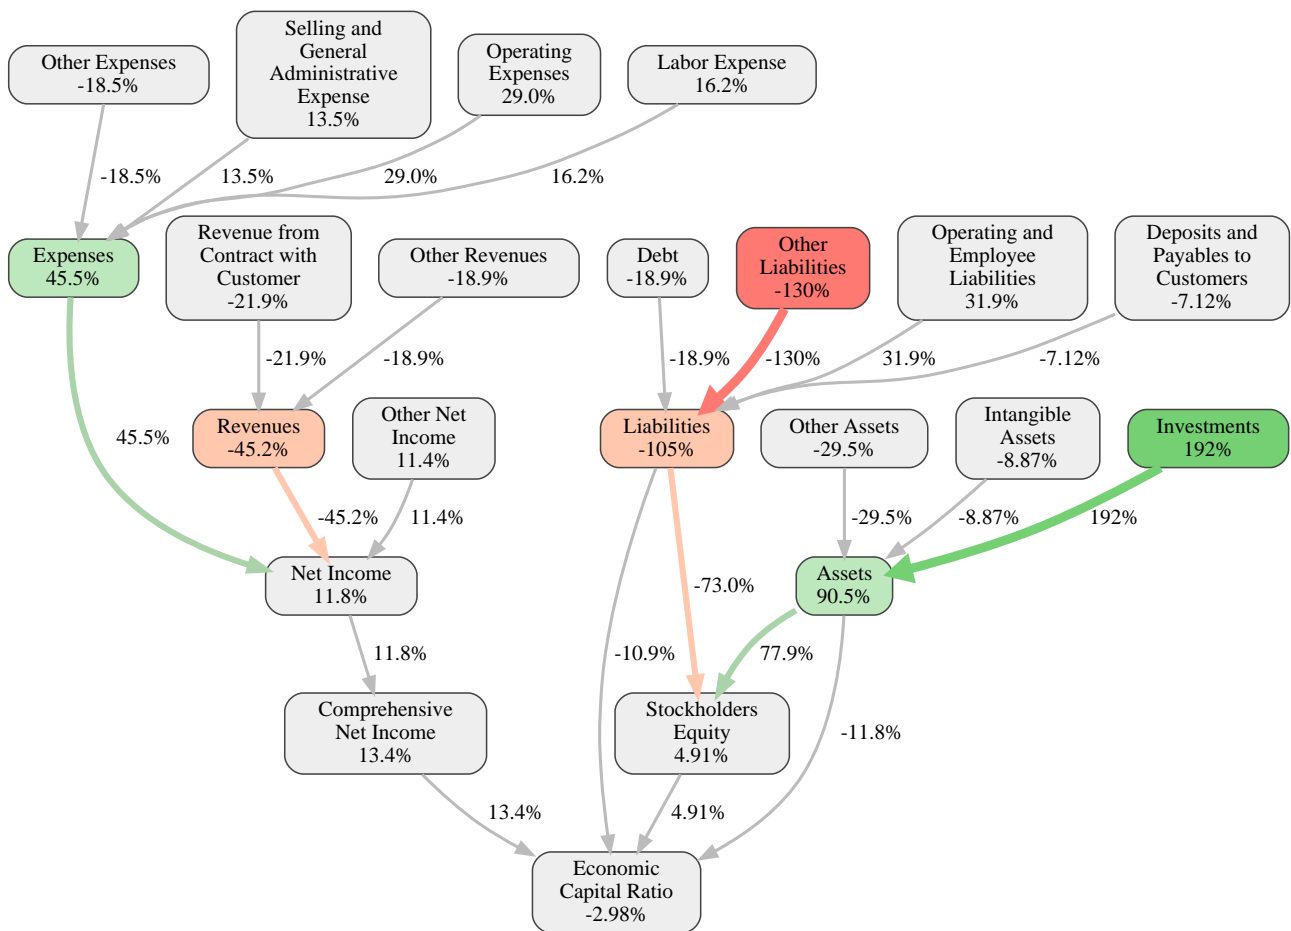 Other Expenses
-18.5%
Selling and
General
Administrative
Expense
13.5%
Operating
Expenses
29.0%
Labor Expense
16.2%
-18.5%
13.5%
29.0%
16.2%
Expenses
45.5%
Revenue from
Contract with
Customer
-21.9%
Other Revenues
-18.9%
Debt
-18.9%
Other
Liabilities
-130%
Operating and
Employee
Liabilities
31.9%
Deposits and
Payables to
Customers
-7.12%
-21.9%
-18.9%
-18.9%
-130%
31.9%
-7.12%
45.5%
Revenues
-45.2%
Other Net
Income
11.4%
Liabilities
-105%
Other Assets
-29.5%
Intangible
Assets
-8.87%
Investments
192%
-45.2%
11.4%
-73.0%
-29.5%
-8.87%
192%
Net Income
11.8%
Assets
90.5%
11.8%
-10.9%
77.9%
-11.8%
Comprehensive
Net Income
13.4%
Stockholders
Equity
4.91%
13.4%
4.91%
Economic
Capital Ratio
-2.98%